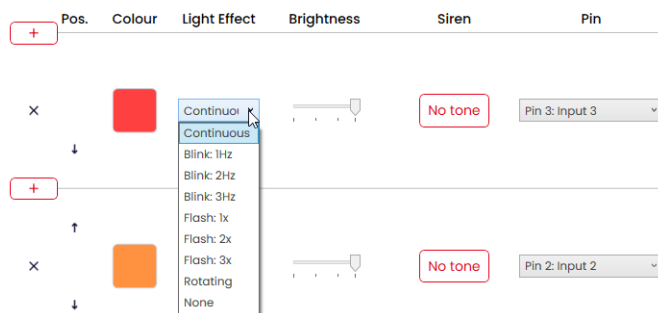 Pos. Colour Light Effect Brightness Siren Pin
+
× Continuou No tone Pin 3: Input 3
Continuous
↓ Blink: 1Hz
Blink: 2Hz
+ Blink: 3Hz
Flash: 1x
↑ Flash: 2x
× Flash: 3x No tone Pin 2: Input 2
Rotating
↓ None